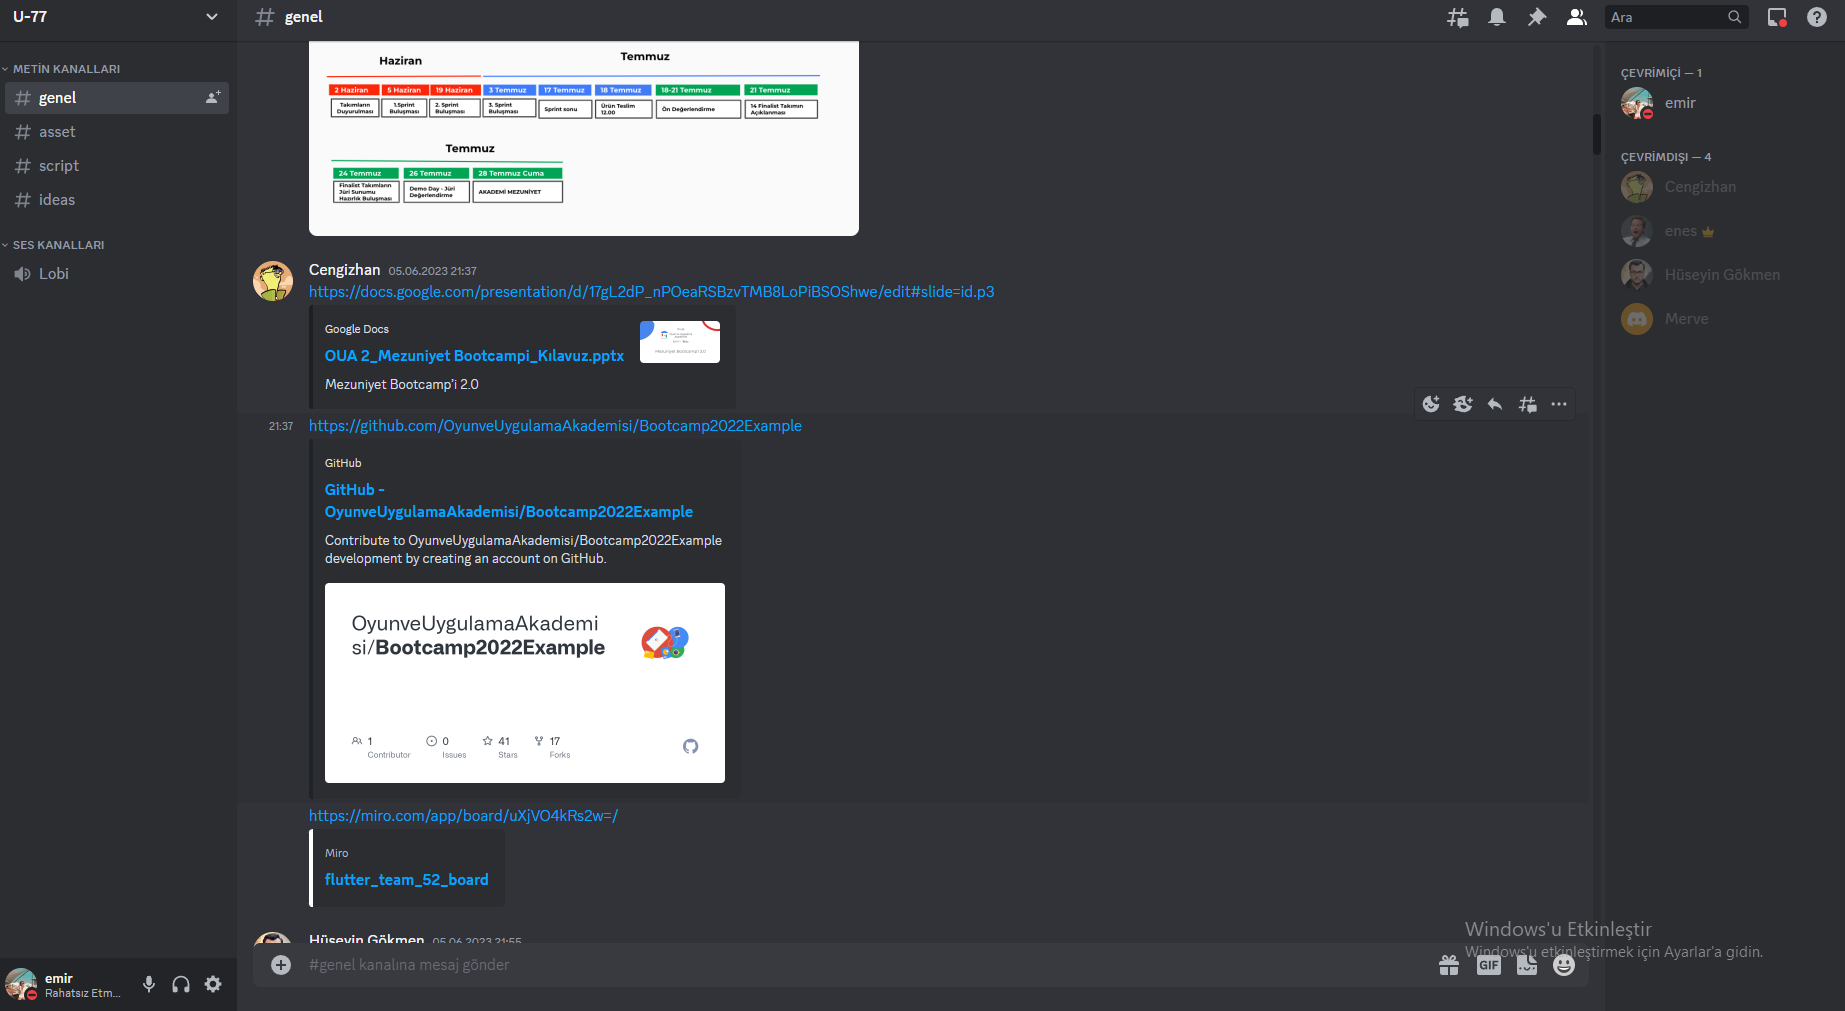 U-77
METİN KANALLARI
genel
asset
script
ideas
SES KANALLARI
Lobi
emir
Rahatsız Etm...
genel
Ara
Haziran
Temmuz
2 Haziran
5 Haziran
19 Haziran
3 Temmuz
17 Temmuz
18 Temmuz
18-21 Temmuz
21 Temmuz
Takımların Duyurulması
1.Sprint Buluşması
2. Sprint Buluşması
3. Sprint Buluşması
Sprint sonu
Ürün Teslim 12.00
Ön Değerlendirme
14 Finalist Takımın Açıklanması
Temmuz
24 Temmuz
26 Temmuz
28 Temmuz Cuma
Finalist Takımların Jüri Sunumu Hazırlık Buluşması
Demo Day - Jüri Değerlendirme
AKADEMİ MEZUNİYET
Cengizhan 05.06.2023 21:37
https://docs.google.com/presentation/d/17gL2dP_nPOeaRSBzvTMB8LoPiBSOShwe/edit#slide=id.p3
Google Docs
OUA 2_Mezuniyet Bootcampi_Kılavuz.pptx
Mezuniyet Bootcamp'i 2.0
Mezuniyet Bootcamp'i 2.0
21:37 https://github.com/OyunveUygulamaAkademisi/Bootcamp2022Example
GitHub
GitHub -
OyunveUygulamaAkademisi/Bootcamp2022Example
Contribute to OyunveUygulamaAkademisi/Bootcamp2022Example
development by creating an account on GitHub.
OyunveUygulamaAkademi
si/Bootcamp2022Example
1 Contributor
0 Issues
41 Stars
17 Forks
https://miro.com/app/board/uXjVO4kRs2w=/
Miro
flutter_team_52_board
Hüseyin Gökmen 05.06.2023 21:55
#genel kanalına mesaj gönder
GIF
ÇEVRİMİÇİ — 1
emir
ÇEVRİMDIŞI — 4
Cengizhan
enes
Hüseyin Gökmen
Merve
Windows'u Etkinleştir
Windows'u etkinleştirmek için Ayarlar'a gidin.